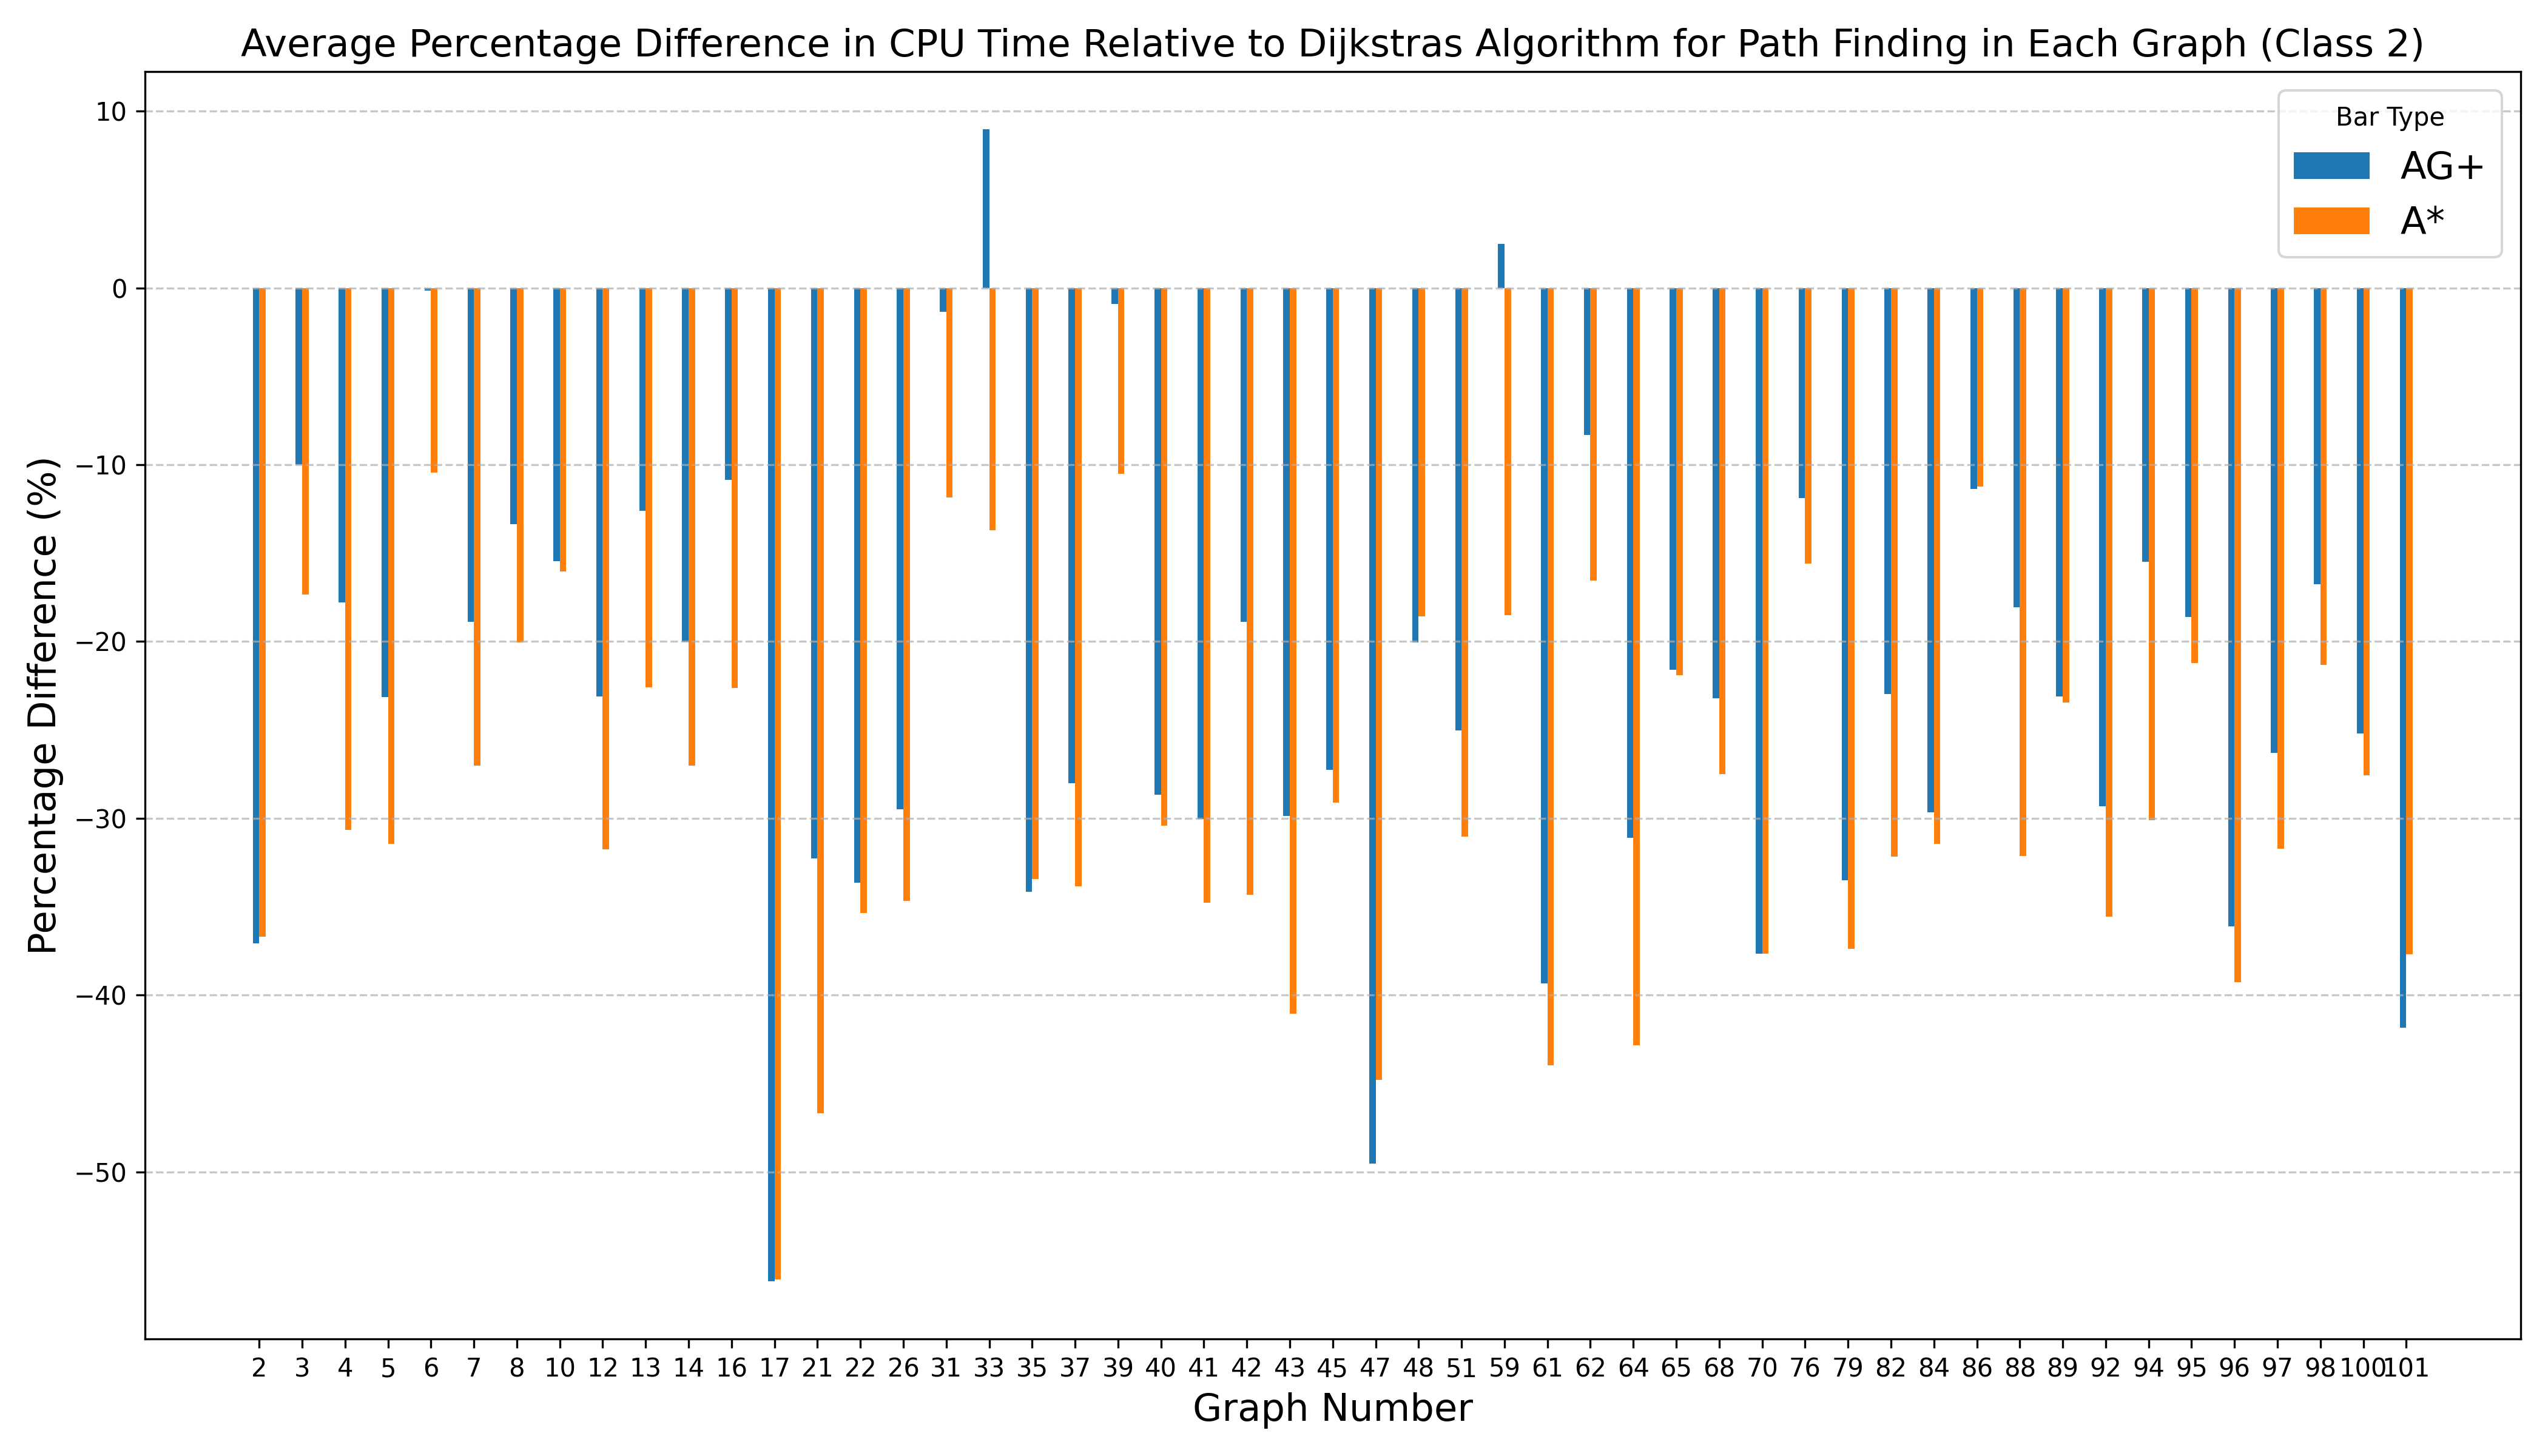 Average Percentage Difference in CPU Time Relative to Dijkstras Algorithm for Path Finding in Each Graph (Class 2)
Bar Type
AG+
A*
Percentage Difference (%)
10
0
−10
−20
−30
−40
−50
2 3 4 5 6 7 8 10 12 13 14 16 17 21 22 26 31 33 35 37 39 40 41 42 43 45 47 48 51 59 61 62 64 65 68 70 76 79 82 84 86 88 89 92 94 95 96 97 98 100 101
Graph Number